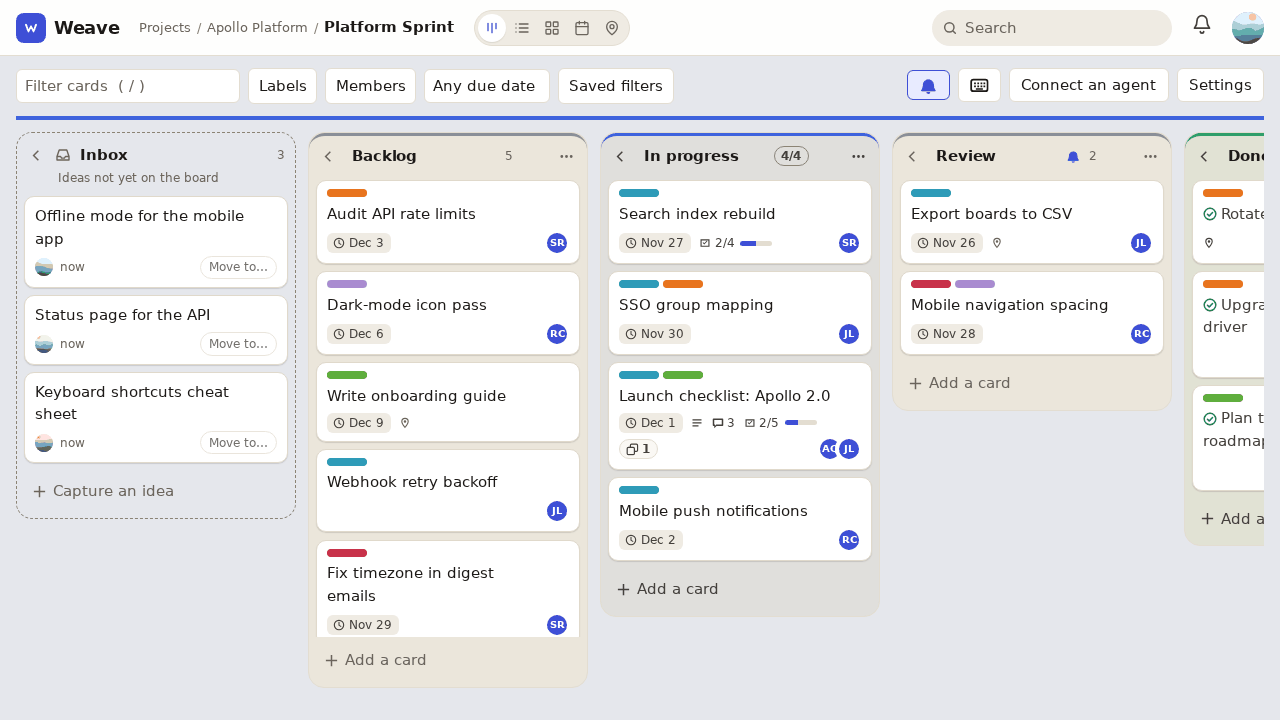 Weave
Projects / Apollo Platform / Platform Sprint
Search
Filter cards ( / )
Labels
Members
Any due date
Saved filters
Connect an agent
Settings
Inbox
3
Ideas not yet on the board
Offline mode for the mobile
app
now
Move to...
Status page for the API
now
Move to...
Keyboard shortcuts cheat
sheet
now
Move to...
Capture an idea
Backlog
5
Audit API rate limits
Dec 3
SR
Dark-mode icon pass
Dec 6
RC
Write onboarding guide
Dec 9
Webhook retry backoff
JL
Fix timezone in digest
emails
Nov 29
SR
Add a card
In progress
4/4
Search index rebuild
Nov 27
2/4
SR
SSO group mapping
Nov 30
JL
Launch checklist: Apollo 2.0
Dec 1
3
2/5
1
JL
Mobile push notifications
Dec 2
RC
Add a card
Review
2
Export boards to CSV
Nov 26
JL
Mobile navigation spacing
Nov 28
RC
Add a card
driver
Plan
Add a